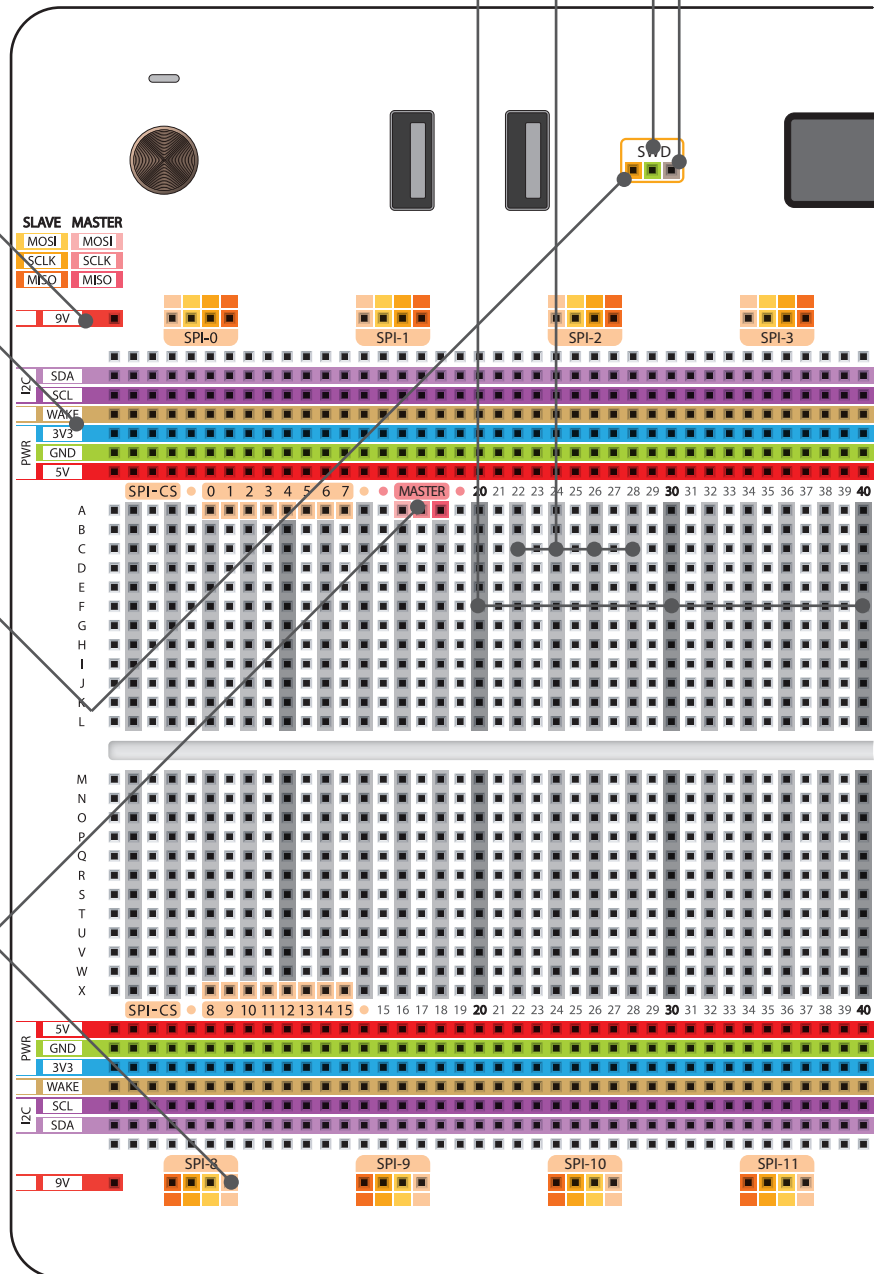 SWD
SLAVE MASTER
MOSI MOSI
SCLK SCLK
MISO MISO
9V
SPI-0 SPI-1 SPI-2 SPI-3
I2C
SDA
SCL
WAKE
PWR
3V3
GND
5V
SPI-CS 0 1 2 3 4 5 6 7 MASTER 20 21 22 23 24 25 26 27 28 29 30 31 32 33 34 35 36 37 38 39 40
A
B
C
D
E
F
G
H
I
J
K
L
M
N
O
P
Q
R
S
T
U
V
W
X
SPI-CS 8 9 10 11 12 13 14 15 15 16 17 18 19 20 21 22 23 24 25 26 27 28 29 30 31 32 33 34 35 36 37 38 39 40
PWR
5V
GND
3V3
WAKE
I2C
SCL
SDA
SPI-8 SPI-9 SPI-10 SPI-11
9V